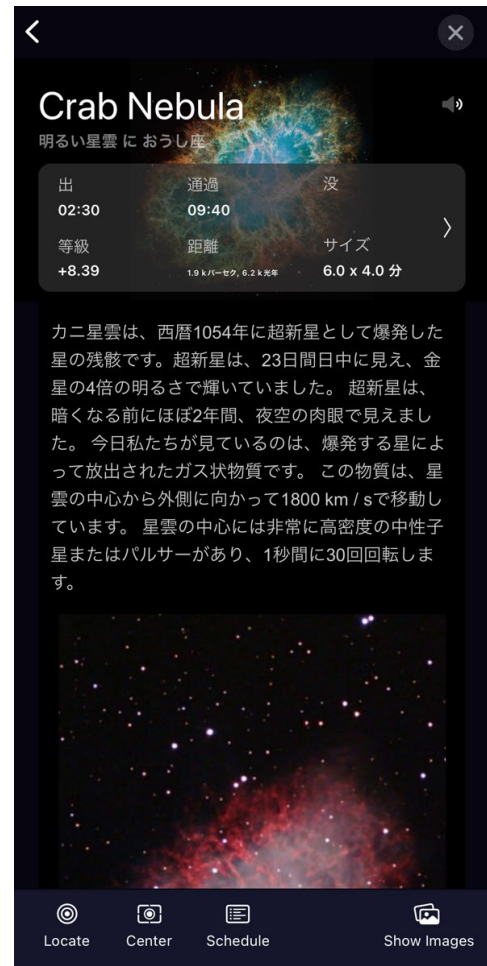 Crab Nebula
明るい星雲 に おうし座
出 通過 没
02:30 09:40
等級 距離 サイズ
+8.39 1.9 kパーセク, 6.2 k光年 6.0 x 4.0 分
カニ星雲は、西暦1054年に超新星として爆発した
星の残骸です。超新星は、23日間日中に見え、金
星の4倍の明るさで輝いていました。 超新星は、
暗くなる前にほぼ2年間、夜空の肉眼で見えまし
た。 今日私たちが見ているのは、爆発する星によ
って放出されたガス状物質です。 この物質は、星
雲の中心から外側に向かって1800 km / sで移動し
ています。 星雲の中心には非常に高密度の中性子
星またはパルサーがあり、1秒間に30回回転しま
す。
Locate Center Schedule Show Images